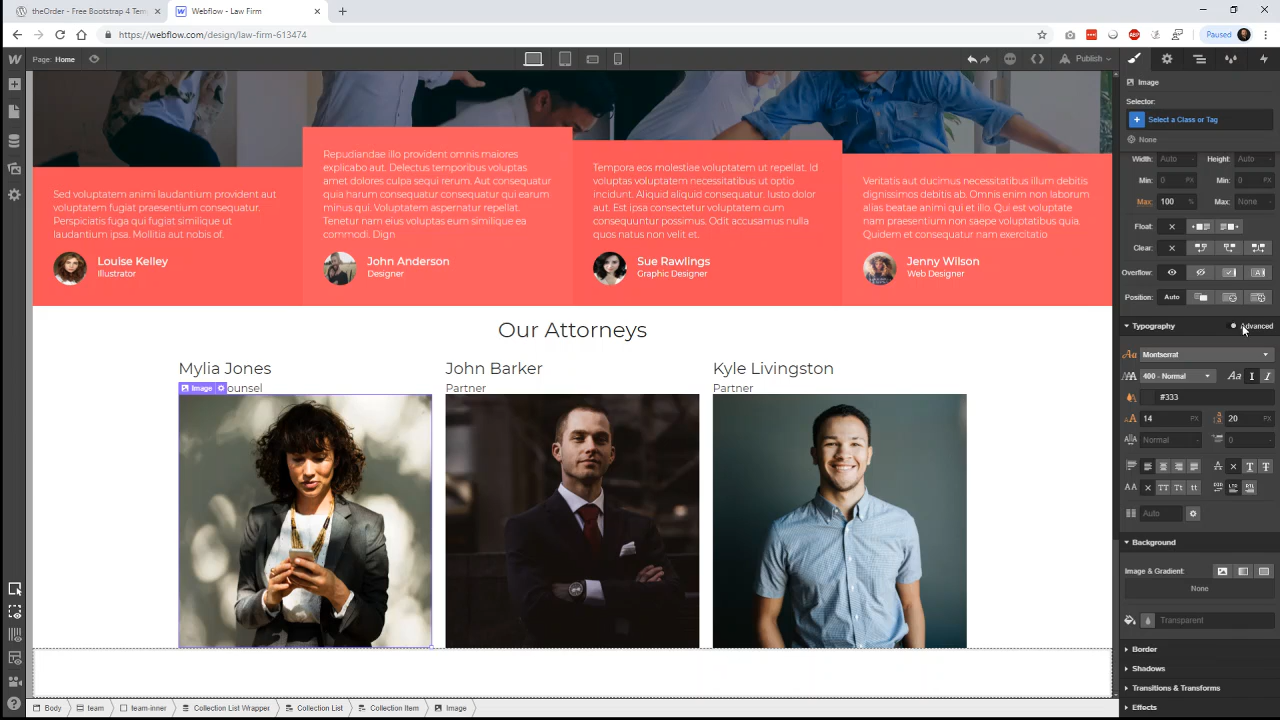 theOrder - Free Bootstrap 4 Tem
Webflow - Law Firm
https://webflow.com/design/law-firm-613474
ABP
Paused
Page: Home
Publish
Sed voluptatem animi laudantium provident aut
voluptatem fugiat praesentium consequatur.
Perspiciatis fuga qui fugiat similique ut
laudantium ipsa. Mollitia aut nobis of.
Louise Kelley
Illustrator
Repudiandae illo provident omnis maiores
explicabo aut. Delectus temporibus voluptas
amet dolores culpa sequi rerum. Aut consequatur
quia harum consequatur consequatur qui earum
minus qui. Voluptatem aspernatur repellat.
Tenetur nam eius voluptas eum similique ea
commodi. Dign
John Anderson
Designer
Tempora eos molestiae voluptatem ut repellat. Id
voluptas voluptatem necessitatibus ut optio
incidunt. Aliquid aliquid consequatur. Iusto dolor
aut. Est ipsa consectetur voluptatem cum
consequuntur possimus. Odit accusamus nulla
quos natus non velit et.
Sue Rawlings
Graphic Designer
Ventatis aut ducimus necessitatibus illum debitis
dignissimos debitis ab. Omnis enim non laborum
alias beatae animi qui et illo. Qui est voluptate
nam praesentium non saepe voluptatibus quia.
Quidem et consequatur nam exercitatio
Jenny Wilson
Web Designer
Our Attorneys
Mylia Jones
ounsel
Image
John Barker
Partner
Kyle Livingston
Partner
Image
Selector:
Select a Class or Tag
None
Width: Auto Height: Auto
Min: 0 PX Min: 0 PX
Max: 100 % Max: None
Float:
Clear:
Overflow:
Position: Auto
Typography Advanced
Montserrat
400 - Normal
#333
14 PX 20 PX
Normal 0
Auto
Background
Image & Gradient:
None
Transparent
Border
Shadows
Transitions & Transforms
Effects
Body team team-inner Collection List Wrapper Collection List Collection Item Image